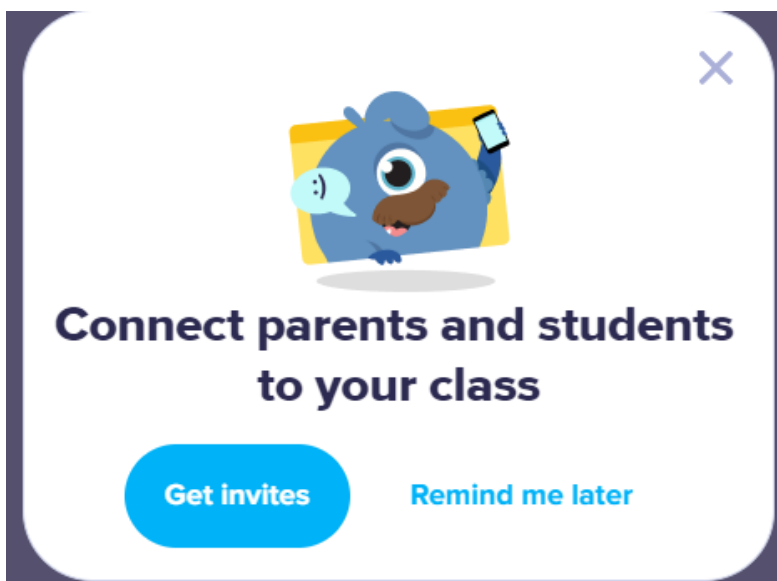 Connect parents and students
to your class
Get invites
Remind me later